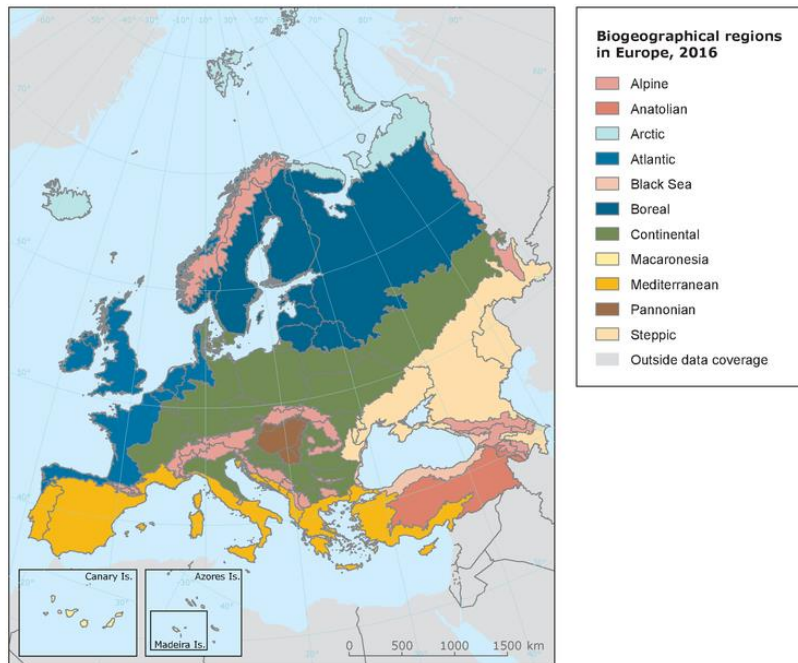 Biogeographical regions
in Europe, 2016
Alpine
Anatolian
Arctic
Atlantic
Black Sea
Boreal
Continental
Macaronesia
Mediterranean
Pannonian
Steppic
Outside data coverage
Canary Is.
Azores Is.
Madeira Is.
0 500 1000 1500 km